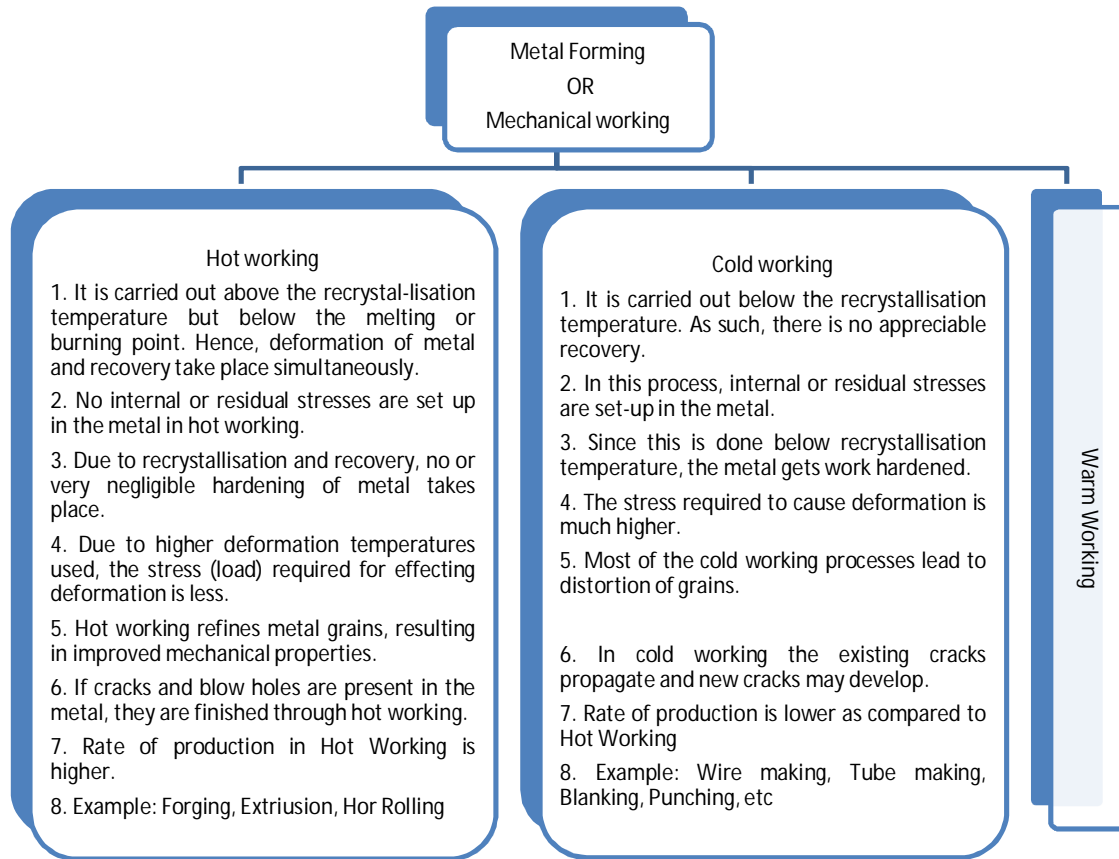 Metal Forming
OR
Mechanical working
Hot working
1. It is carried out above the recrystal-lisation
temperature but below the melting or
burning point. Hence, deformation of metal
and recovery take place simultaneously.
2. No internal or residual stresses are set up
in the metal in hot working.
3. Due to recrystallisation and recovery, no or
very negligible hardening of metal takes
place.
4. Due to higher deformation temperatures
used, the stress (load) required for effecting
deformation is less.
5. Hot working refines metal grains, resulting
in improved mechanical properties.
6. If cracks and blow holes are present in the
metal, they are finished through hot working.
7. Rate of production in Hot Working is
higher.
8. Example: Forging, Extriusion, Hor Rolling
Cold working
1. It is carried out below the recrystallisation
temperature. As such, there is no appreciable
recovery.
2. In this process, internal or residual stresses
are set-up in the metal.
3. Since this is done below recrystallisation
temperature, the metal gets work hardened.
4. The stress required to cause deformation is
much higher.
5. Most of the cold working processes lead to
distortion of grains.
6. In cold working the existing cracks
propagate and new cracks may develop.
7. Rate of production is lower as compared to
Hot Working
8. Example: Wire making, Tube making,
Blanking, Punching, etc
Warm Working